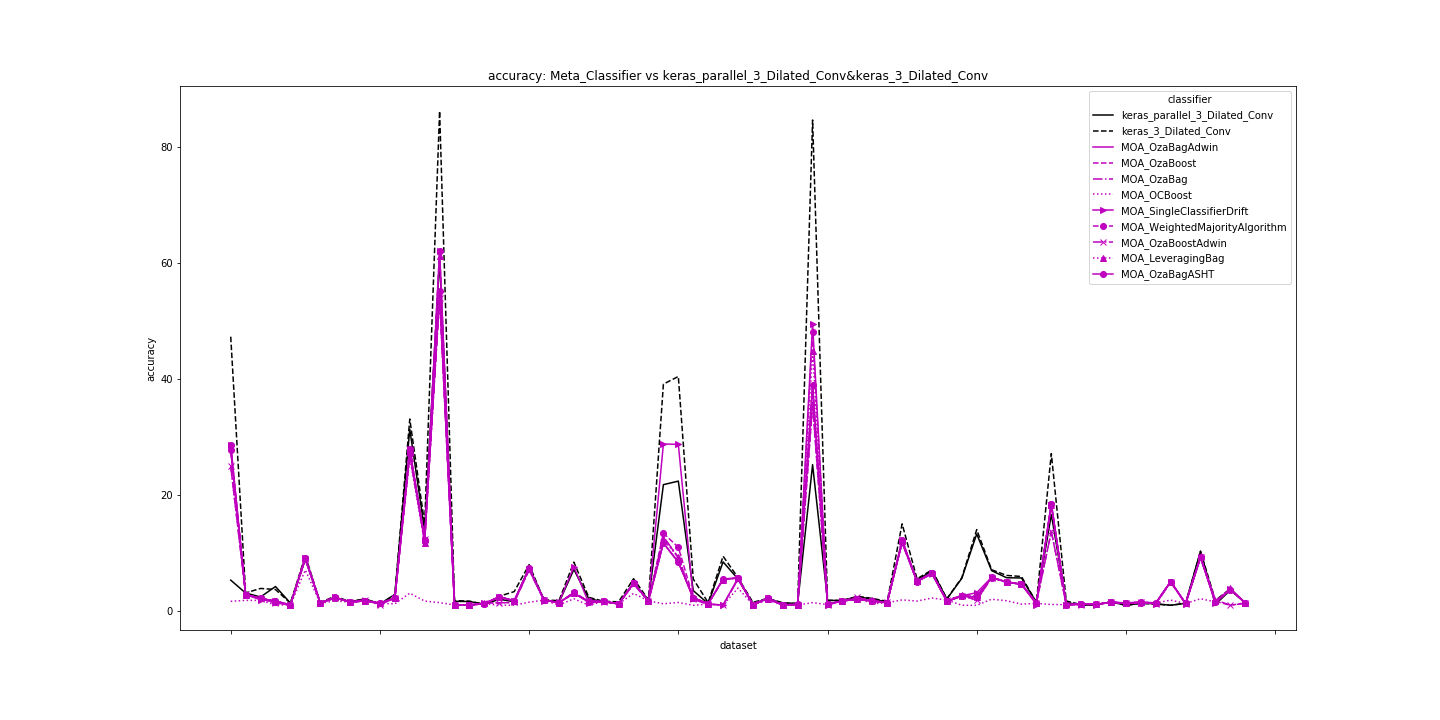 accuracy: Meta_Classifier vs keras_parallel_3_Dilated_Conv&keras_3_Dilated_Conv
classifier
keras_parallel_3_Dilated_Conv
keras_3_Dilated_Conv
MOA_OzaBagAdwin
MOA_OzaBoost
MOA_OzaBag
MOA_OCBoost
MOA_SingleClassifierDrift
MOA_WeightedMajorityAlgorithm
MOA_OzaBoostAdwin
MOA_LeveragingBag
MOA_OzaBagASHT
80
60
40
20
0
accuracy
dataset